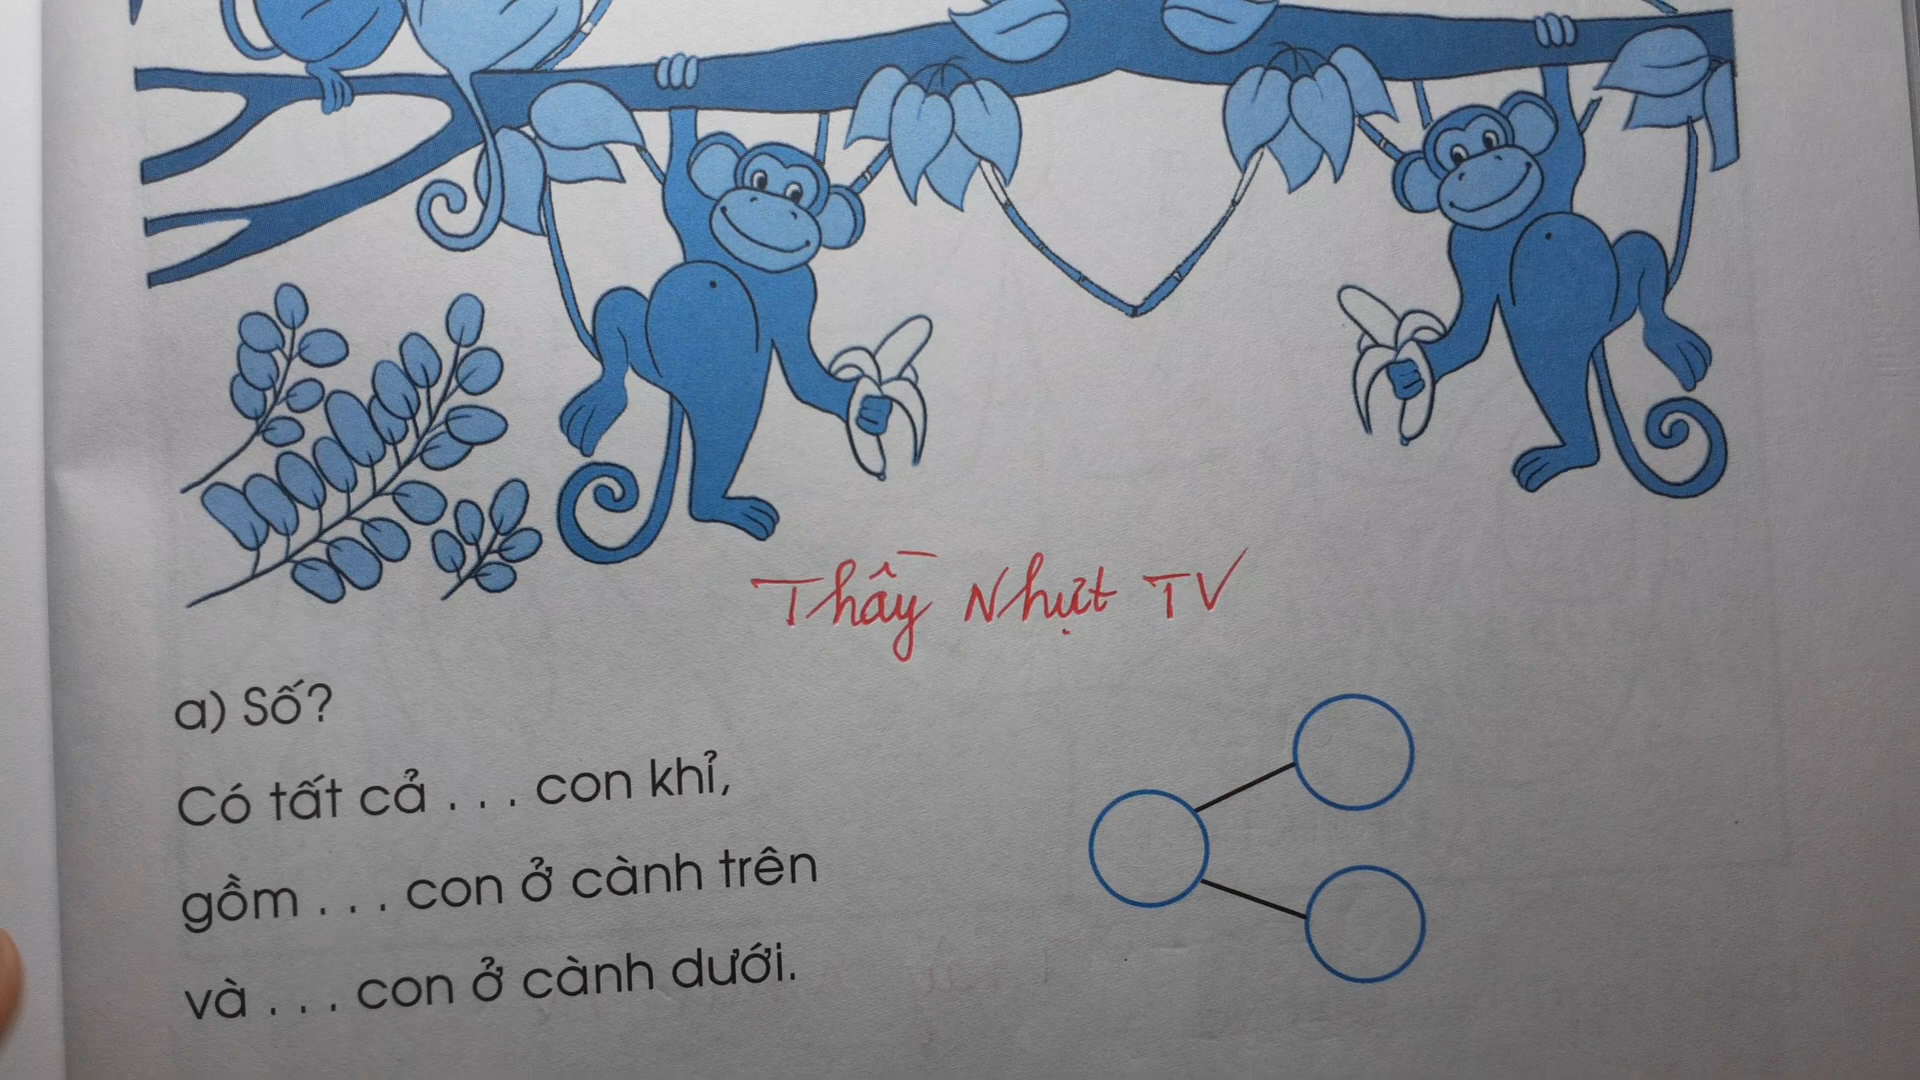 Thầy Nhựt TV
a) Số?
Có tất cả . . . con khỉ,
gồm . . . con ở cành trên
và . . . con ở cành dưới.